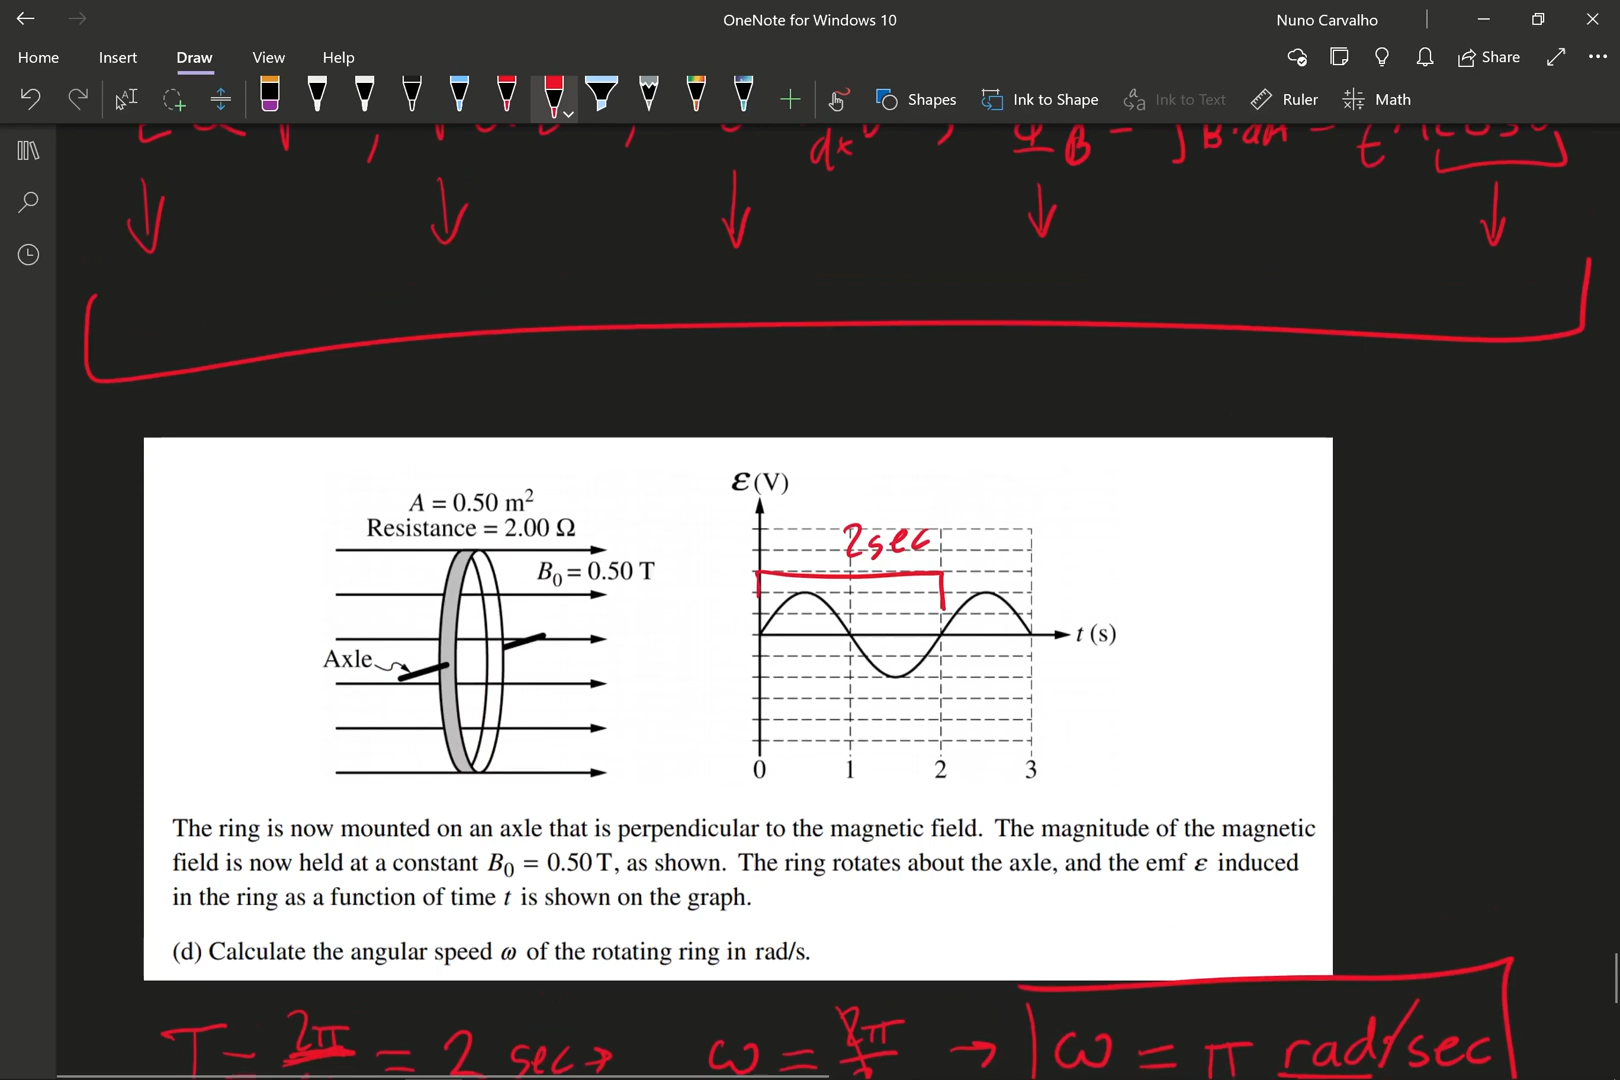 OneNote for Windows 10
Nuno Carvalho
Home Insert Draw View Help
Share
Shapes Ink to Shape Ink to Text Ruler Math
dx
2sec
A = 0.50 m²
Resistance = 2.00 Ω
B₀ = 0.50 T
Axle
ε (V)
t (s)
0 1 2 3
The ring is now mounted on an axle that is perpendicular to the magnetic field. The magnitude of the magnetic
field is now held at a constant B₀ = 0.50 T, as shown. The ring rotates about the axle, and the emf ε induced
in the ring as a function of time t is shown on the graph.
(d) Calculate the angular speed ω of the rotating ring in rad/s.
T = 2π = 2 sec → ω = 2π → ω = π rad/sec